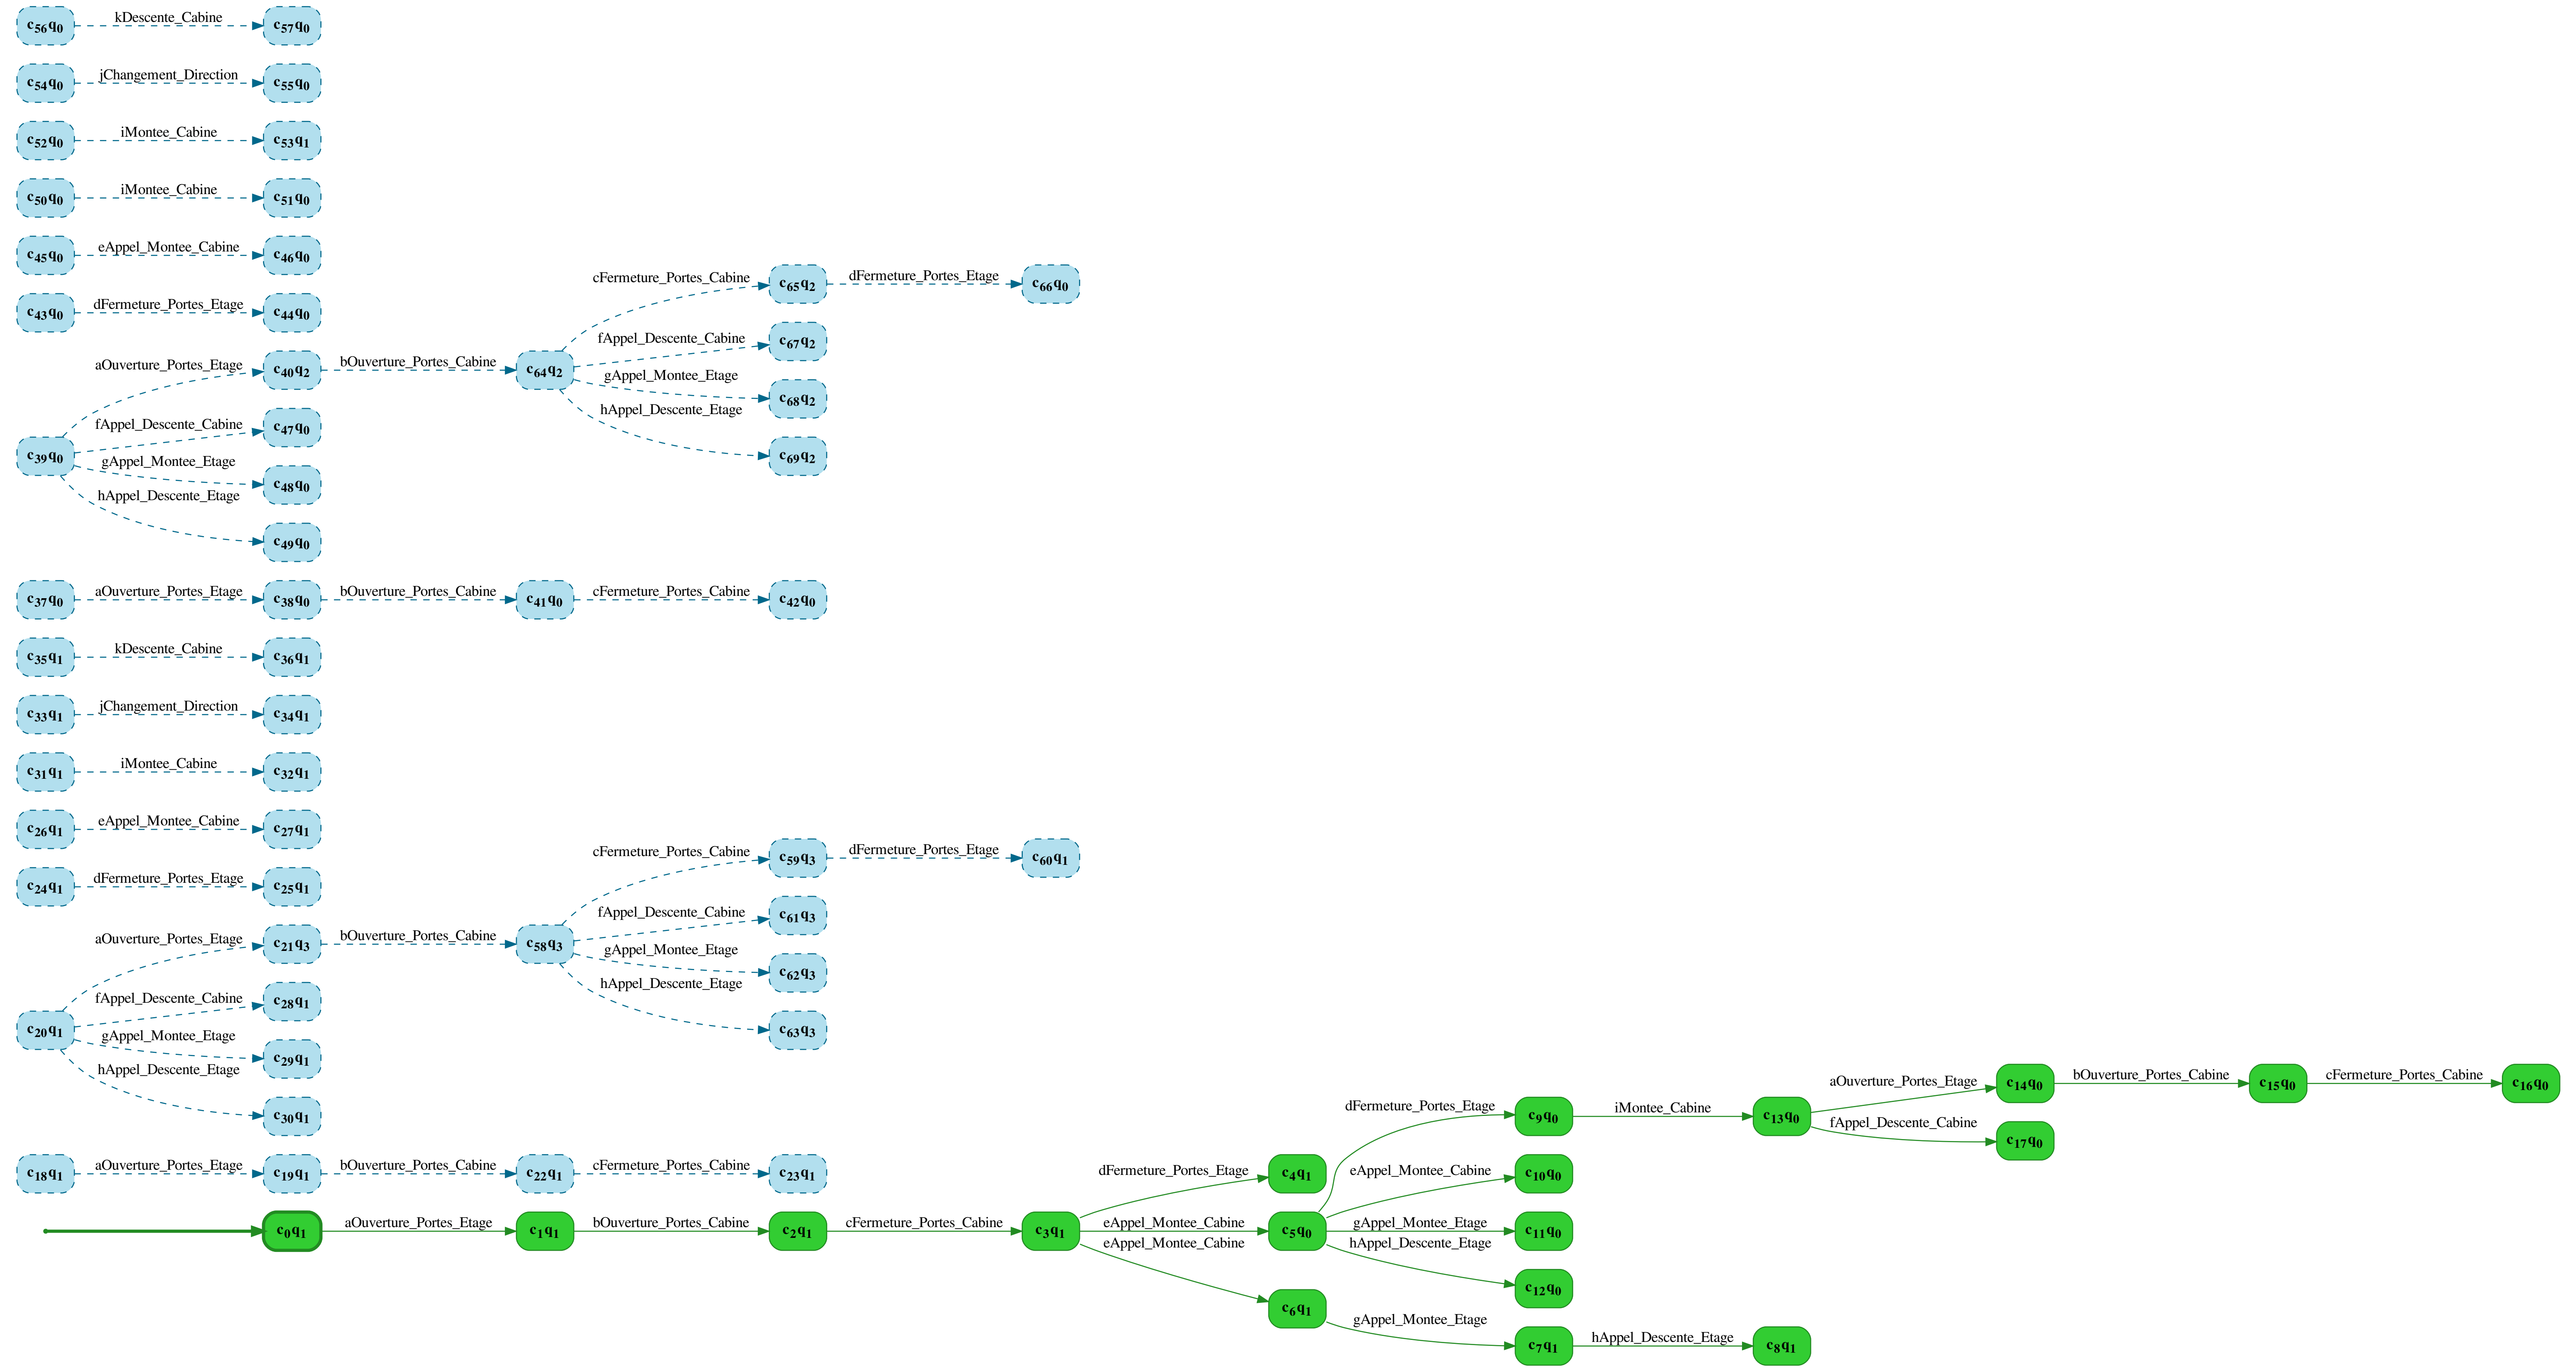 c56q0 kDescente_Cabine c57q0
c54q0 jChangement_Direction c55q0
c52q0 iMontee_Cabine c53q1
c50q0 iMontee_Cabine c51q0
c45q0 eAppel_Montee_Cabine c46q0
c43q0 dFermeture_Portes_Etage c44q0
cFermeture_Portes_Cabine c65q2 dFermeture_Portes_Etage c66q0
fAppel_Descente_Cabine c67q2
aOuverture_Portes_Etage c40q2 bOuverture_Portes_Cabine c64q2
gAppel_Montee_Etage c68q2
hAppel_Descente_Etage c69q2
fAppel_Descente_Cabine c47q0
c39q0 gAppel_Montee_Etage c48q0
hAppel_Descente_Etage c49q0
c37q0 aOuverture_Portes_Etage c38q0 bOuverture_Portes_Cabine c41q0 cFermeture_Portes_Cabine c42q0
c35q1 kDescente_Cabine c36q1
c33q1 jChangement_Direction c34q1
c31q1 iMontee_Cabine c32q1
c26q1 eAppel_Montee_Cabine c27q1
cFermeture_Portes_Cabine c59q3 dFermeture_Portes_Etage c60q1
c24q1 dFermeture_Portes_Etage c25q1
fAppel_Descente_Cabine c61q3
aOuverture_Portes_Etage c21q3 bOuverture_Portes_Cabine c58q3
gAppel_Montee_Etage c62q3
hAppel_Descente_Etage c63q3
fAppel_Descente_Cabine c28q1
c20q1 gAppel_Montee_Etage c29q1
hAppel_Descente_Etage c30q1
aOuverture_Portes_Etage c14q0 bOuverture_Portes_Cabine c15q0 cFermeture_Portes_Cabine c16q0
dFermeture_Portes_Etage c9q0 iMontee_Cabine c13q0
fAppel_Descente_Cabine c17q0
c18q1 aOuverture_Portes_Etage c19q1 bOuverture_Portes_Cabine c22q1 cFermeture_Portes_Cabine c23q1
dFermeture_Portes_Etage c4q1
eAppel_Montee_Cabine c10q0
c0q1 aOuverture_Portes_Etage c1q1 bOuverture_Portes_Cabine c2q1 cFermeture_Portes_Cabine c3q1 eAppel_Montee_Cabine c5q0 gAppel_Montee_Etage c11q0
eAppel_Montee_Cabine c6q1
hAppel_Descente_Etage c12q0
gAppel_Montee_Etage c7q1 hAppel_Descente_Etage c8q1